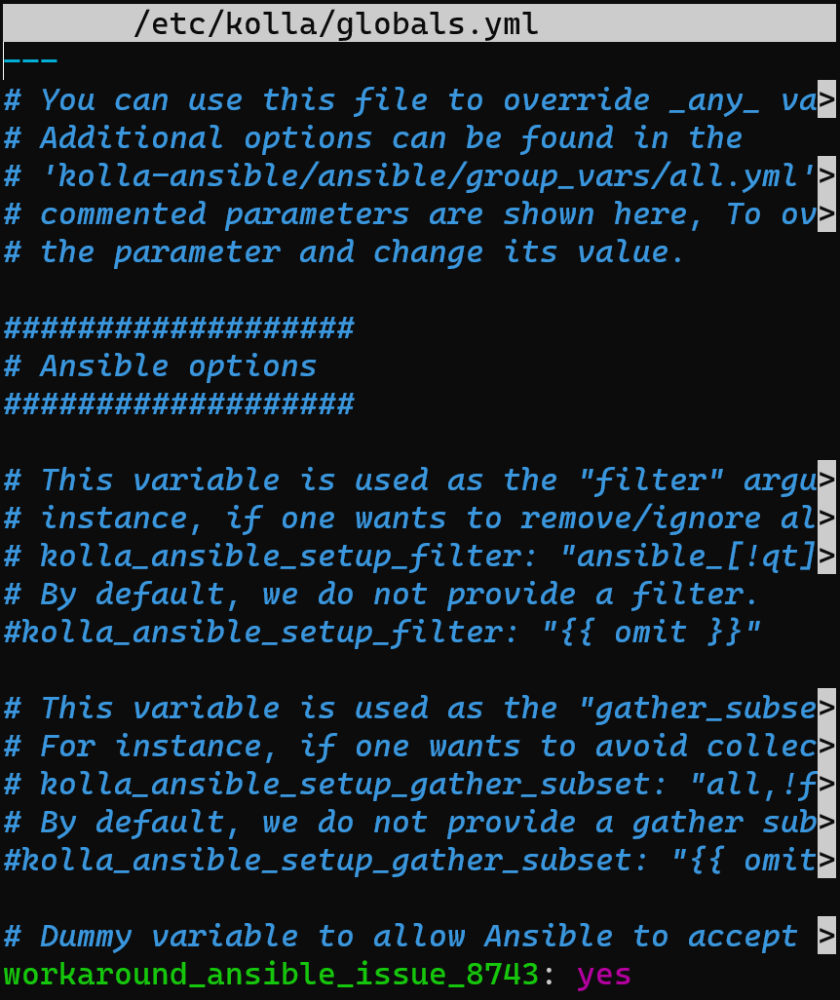 /etc/kolla/globals.yml
---
# You can use this file to override _any_ va>
# Additional options can be found in the
# 'kolla-ansible/ansible/group_vars/all.yml'>
# commented parameters are shown here, To ov>
# the parameter and change its value.
###################
# Ansible options
###################
# This variable is used as the "filter" argu>
# instance, if one wants to remove/ignore al>
# kolla_ansible_setup_filter: "ansible_[!qt]>
# By default, we do not provide a filter.
#kolla_ansible_setup_filter: "{{ omit }}"
# This variable is used as the "gather_subse>
# For instance, if one wants to avoid collec>
# kolla_ansible_setup_gather_subset: "all,!f>
# By default, we do not provide a gather sub>
#kolla_ansible_setup_gather_subset: "{{ omit>
# Dummy variable to allow Ansible to accept >
workaround_ansible_issue_8743: yes